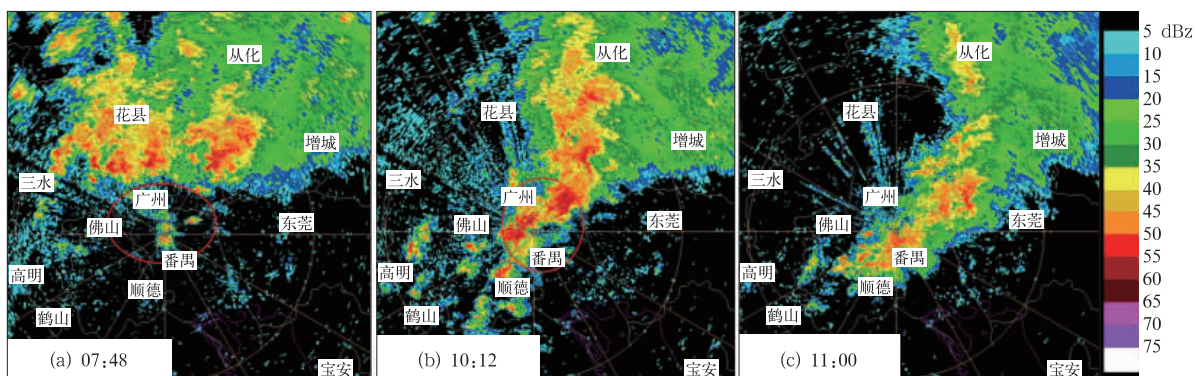 从化
花县
增城
三水
广州
佛山
东莞
番禺
高明
顺德
鹤山
宝安
(a) 07:48
从化
花县
增城
三水
广州
佛山
东莞
番禺
高明
顺德
鹤山
宝安
(b) 10:12
从化
花县
增城
三水
广州
佛山
东莞
番禺
高明
顺德
鹤山
宝安
(c) 11:00
5 dBz
10
15
20
25
30
35
40
45
50
55
60
65
70
75